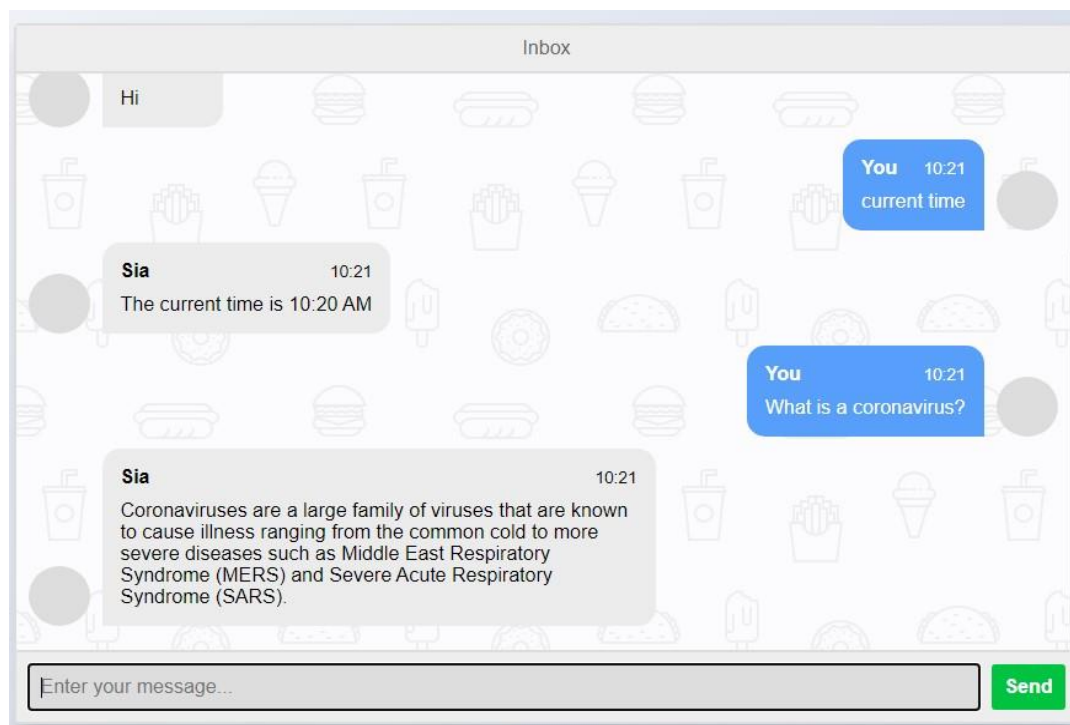 Inbox
Hi
You 10:21
current time
Sia 10:21
The current time is 10:20 AM
You 10:21
What is a coronavirus?
Sia 10:21
Coronaviruses are a large family of viruses that are known
to cause illness ranging from the common cold to more
severe diseases such as Middle East Respiratory
Syndrome (MERS) and Severe Acute Respiratory
Syndrome (SARS).
Enter your message...
Send